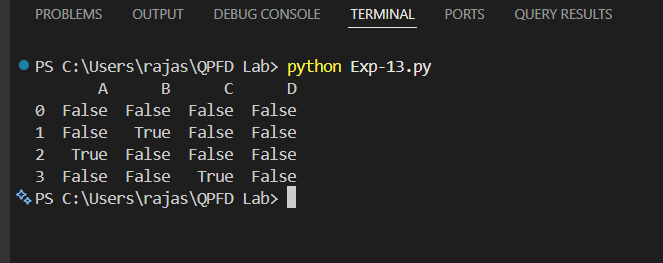 PROBLEMS OUTPUT DEBUG CONSOLE TERMINAL PORTS QUERY RESULTS
PS C:\Users\rajas\QPFD Lab> python Exp-13.py
       A      B      C      D
0  False  False  False  False
1  False   True  False  False
2   True  False  False  False
3  False  False   True  False
PS C:\Users\rajas\QPFD Lab>